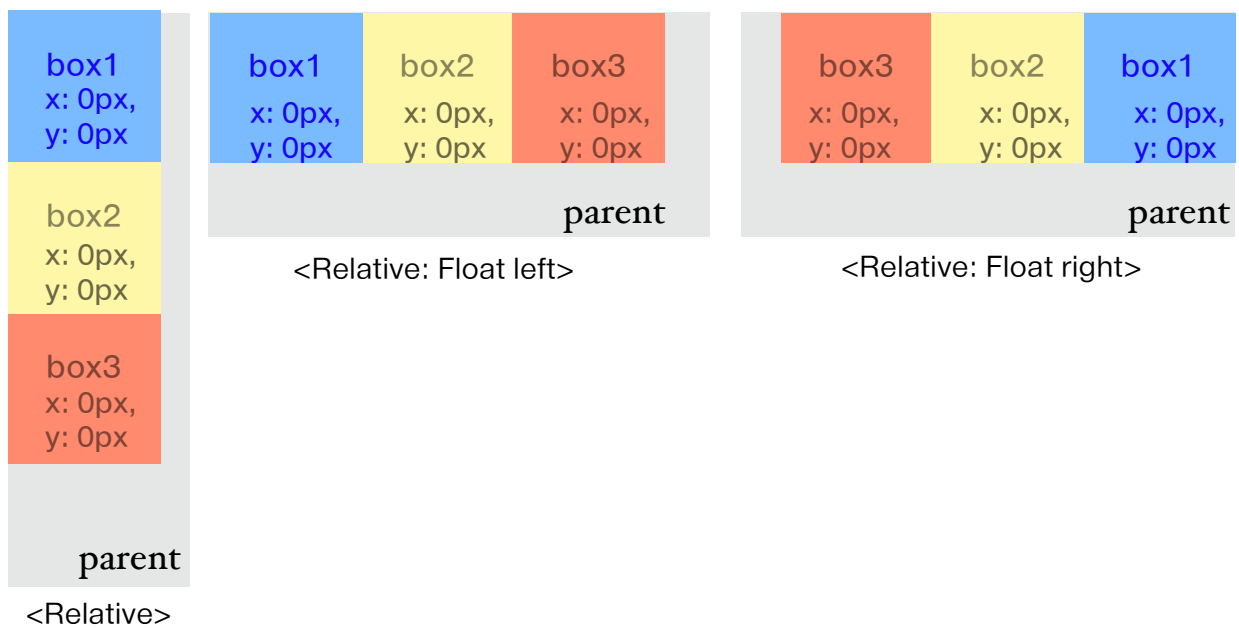 box1
x: 0px,
y: 0px
box2
x: 0px,
y: 0px
box3
x: 0px,
y: 0px
parent
<Relative>
box1
x: 0px,
y: 0px
box2
x: 0px,
y: 0px
box3
x: 0px,
y: 0px
parent
<Relative: Float left>
box3
x: 0px,
y: 0px
box2
x: 0px,
y: 0px
box1
x: 0px,
y: 0px
parent
<Relative: Float right>